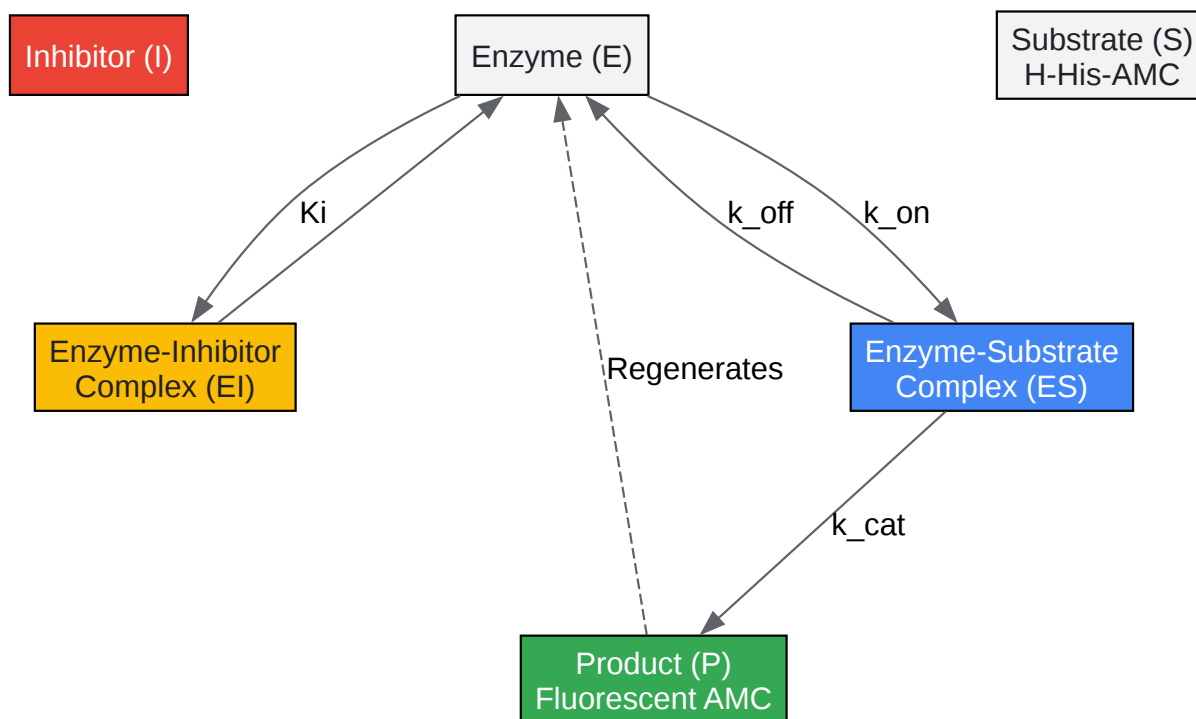 Inhibitor (I)
Enzyme (E)
Substrate (S)
H-His-AMC
Ki
k_off
k_on
Enzyme-Inhibitor
Complex (EI)
Enzyme-Substrate
Complex (ES)
Regenerates
k_cat
Product (P)
Fluorescent AMC